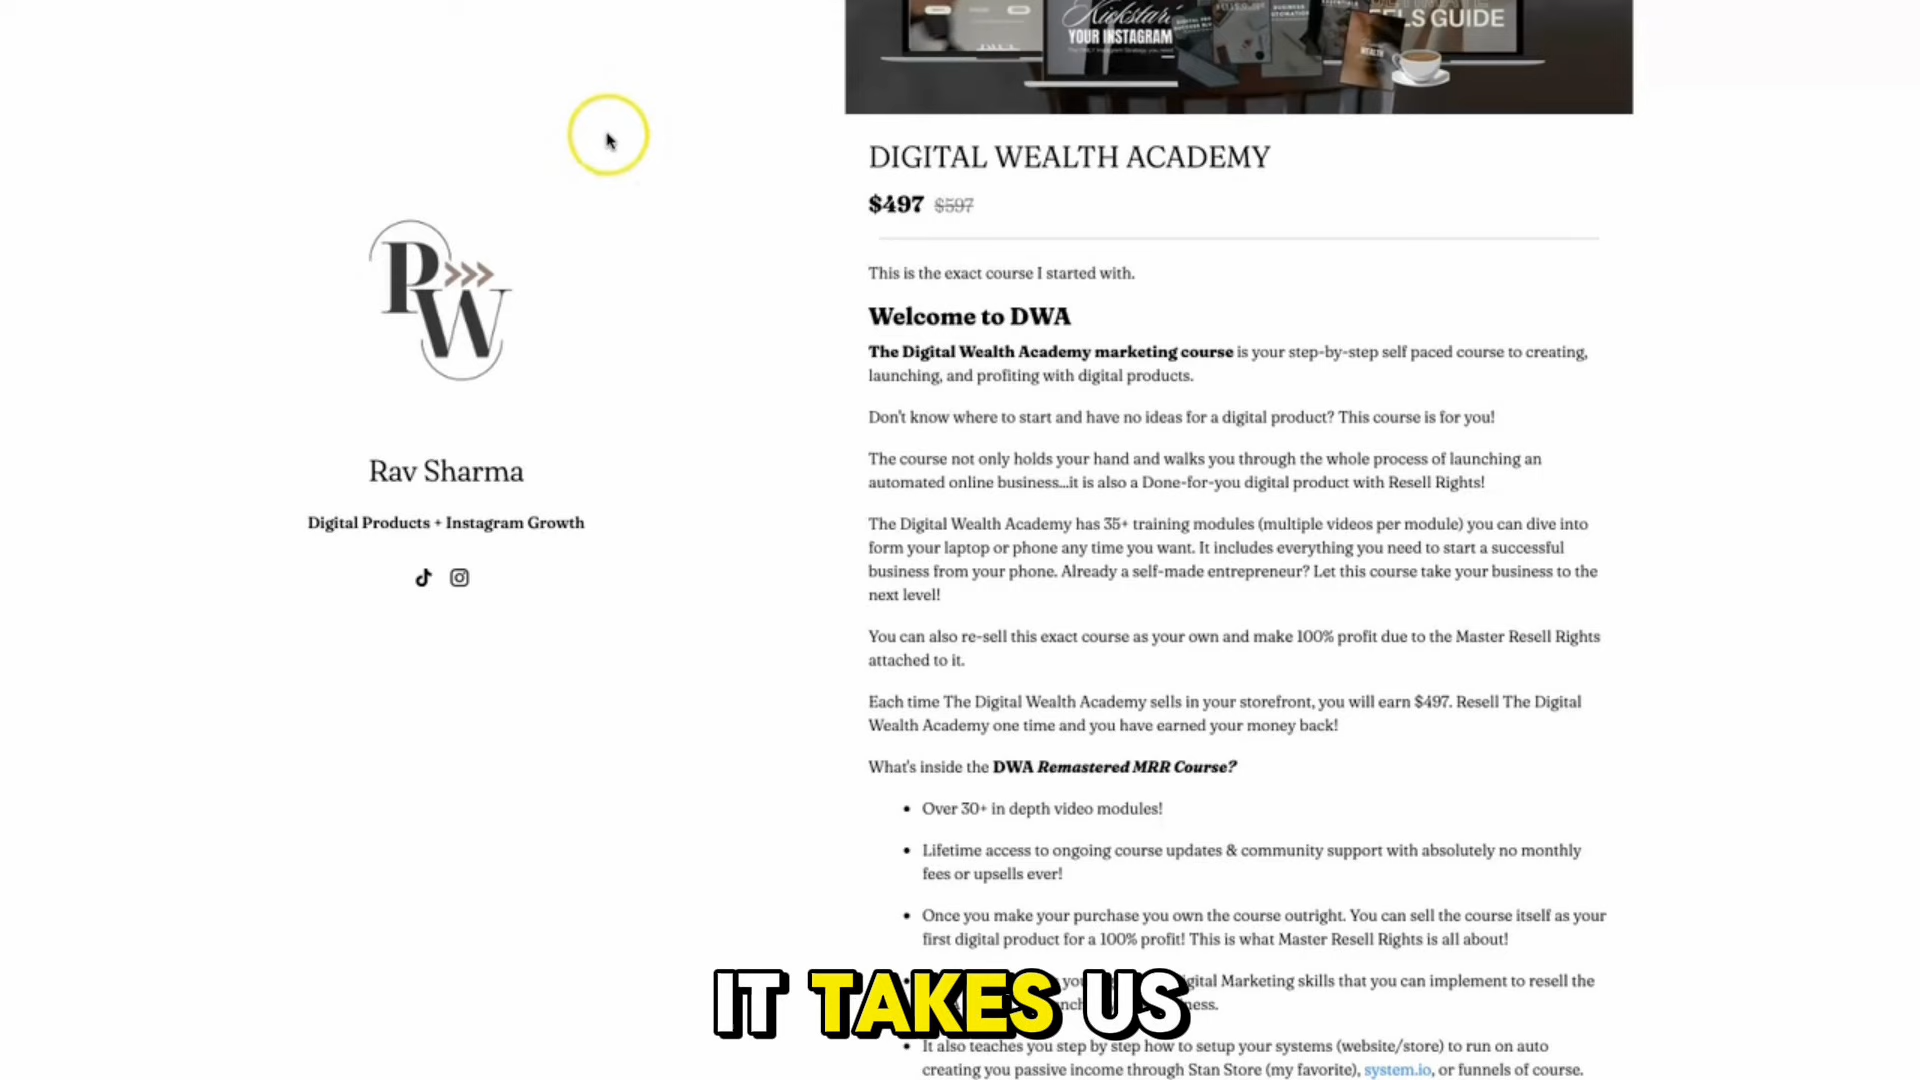 Kickstart
YOUR INSTAGRAM
LS GUIDE
WEALTH
DIGITAL WEALTH ACADEMY
$497 $597
This is the exact course I started with.
Welcome to DWA
The Digital Wealth Academy marketing course is your step-by-step self paced course to creating,
launching, and profiting with digital products.
Don't know where to start and have no ideas for a digital product? This course is for you!
The course not only holds your hand and walks you through the whole process of launching an
automated online business...it is also a Done-for-you digital product with Resell Rights!
The Digital Wealth Academy has 35+ training modules (multiple videos per module) you can dive into
form your laptop or phone any time you want. It includes everything you need to start a successful
business from your phone. Already a self-made entrepreneur? Let this course take your business to the
next level!
You can also re-sell this exact course as your own and make 100% profit due to the Master Resell Rights
attached to it.
Each time The Digital Wealth Academy sells in your storefront, you will earn $497. Resell The Digital
Wealth Academy one time and you have earned your money back!
What's inside the DWA Remastered MRR Course?
• Over 30+ in depth video modules!
• Lifetime access to ongoing course updates & community support with absolutely no monthly
fees or upsells ever!
• Once you make your purchase you own the course outright. You can sell the course itself as your
first digital product for a 100% profit! This is what Master Resell Rights is all about!
Marketing skills that you can implement to resell the
• It also teaches you step by step how to setup your systems (website/store) to run on auto
creating you passive income through Stan Store (my favorite), system.io, or funnels of course.
PW
Rav Sharma
Digital Products + Instagram Growth
IT TAKES US